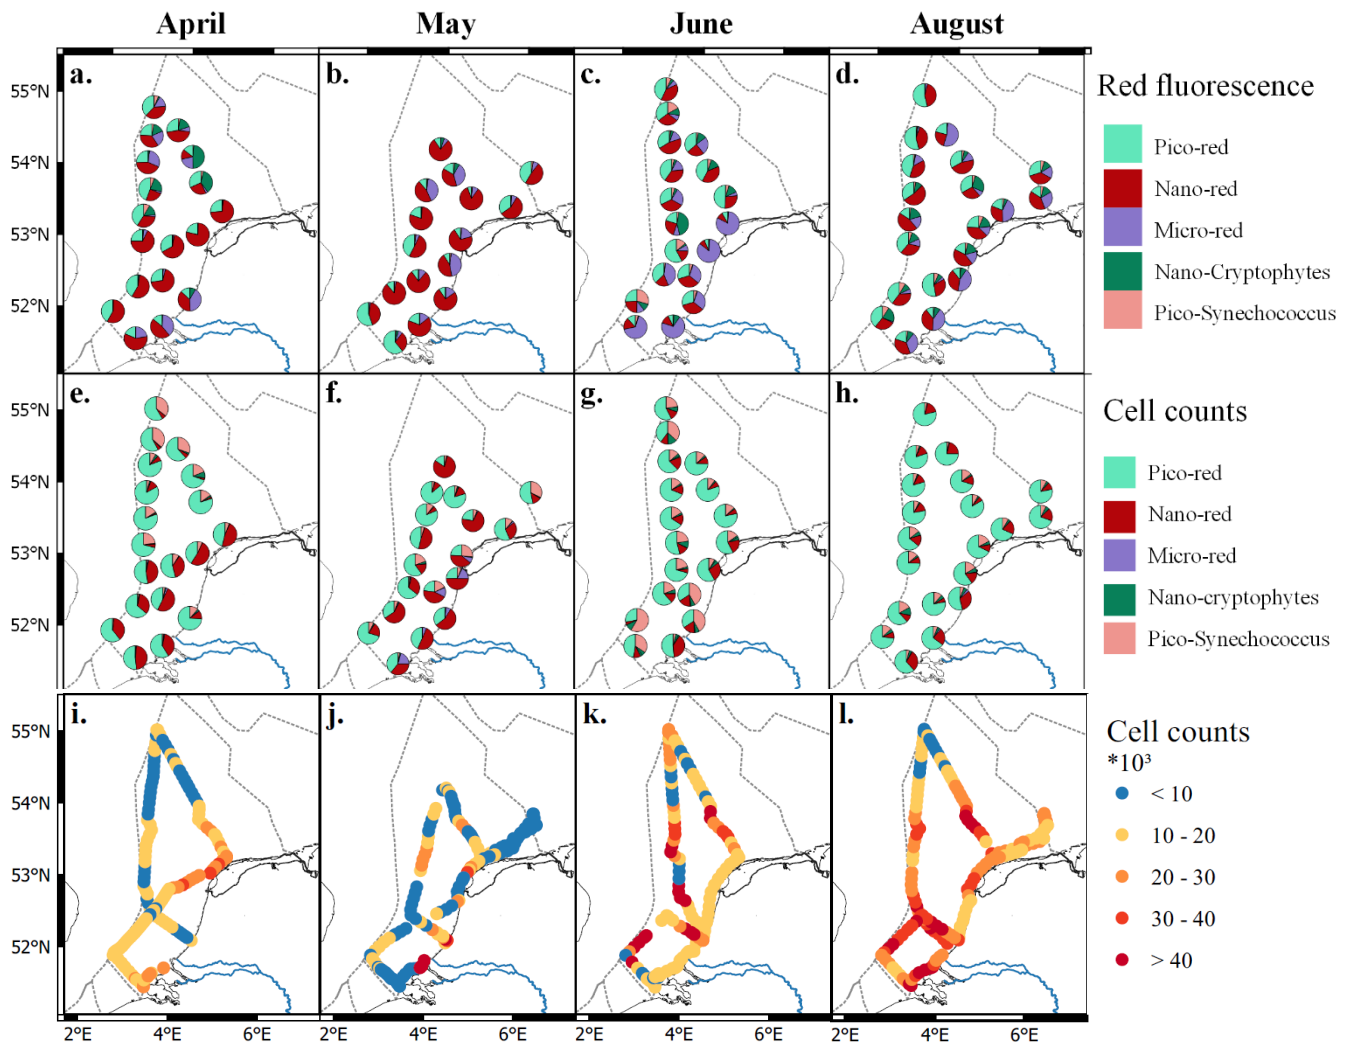 April May June August
a. b. c. d.
55°N
54°N
53°N
52°N
Red fluorescence
Pico-red
Nano-red
Micro-red
Nano-Cryptophytes
Pico-Synechococcus
e. f. g. h.
55°N
54°N
53°N
52°N
Cell counts
Pico-red
Nano-red
Micro-red
Nano-cryptophytes
Pico-Synechococcus
i. j. k. l.
55°N
54°N
53°N
52°N
Cell counts
*10³
< 10
10 - 20
20 - 30
30 - 40
> 40
2°E 4°E 6°E 2°E 4°E 6°E 2°E 4°E 6°E 2°E 4°E 6°E